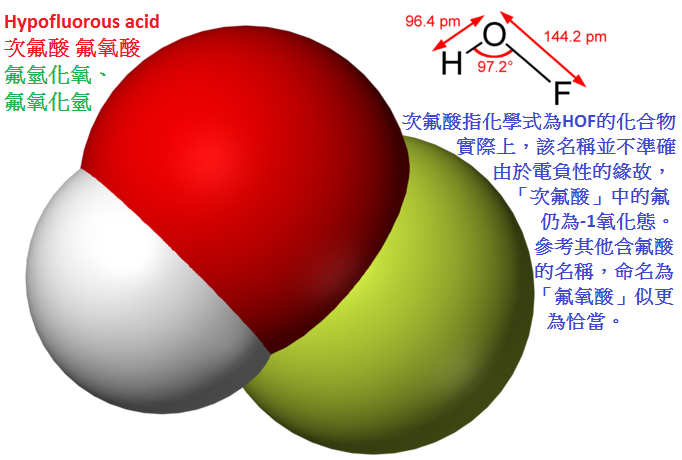 Hypofluorous acid
次氟酸 氟氧酸
氟氫化氧、
氟氧化氫
96.4 pm
144.2 pm
O
H
97.2°
F
次氟酸指化學式為HOF的化合物
實際上，該名稱並不準確
由於電負性的緣故，
「次氟酸」中的氟
仍為-1氧化態。
參考其他含氟酸
的名稱，命名為
「氟氧酸」似更
為恰當。